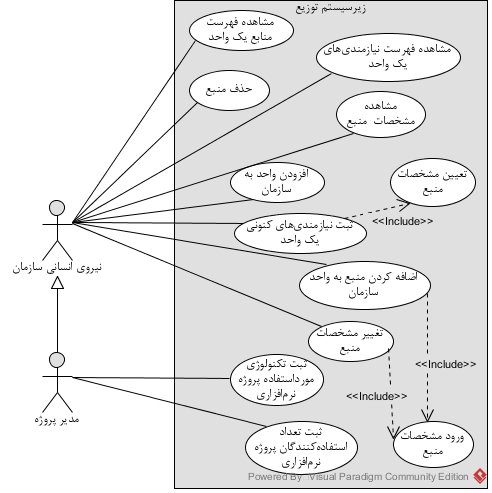 زیرسیستم توزیع
مشاهده فهرست
منابع یک واحد
مشاهده فهرست نیازمندی‌های
یک واحد
حذف منبع
مشاهده
مشخصات منبع
افزودن واحد به
سازمان
تعیین مشخصات
منبع
ثبت نیازمندی‌های کنونی
یک واحد
<<Include>>
نیروی انسانی سازمان
اضافه کردن منبع به واحد
سازمان
تغییر مشخصات
منبع
<<Include>>
ثبت تکنولوژی
مورداستفاده پروژه
نرم‌افزاری
<<Include>>
مدیر پروژه
ثبت تعداد
استفاده‌کنندگان پروژه
نرم‌افزاری
ورود مشخصات
منبع
Powered By Visual Paradigm Community Edition